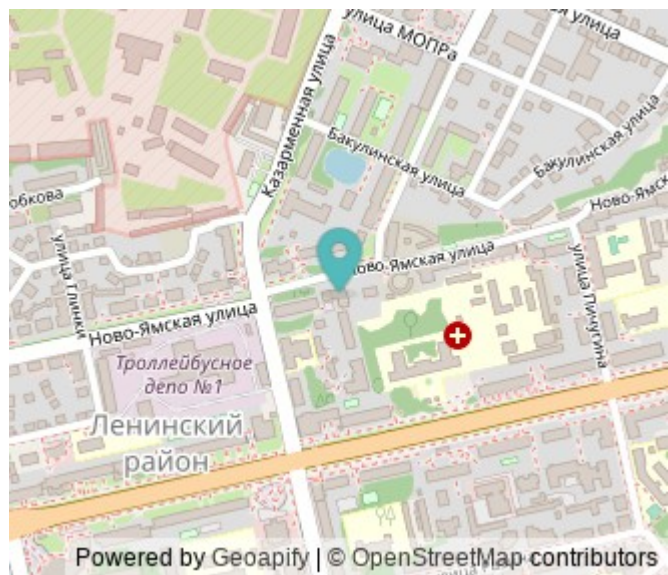 улица
улица МОПРа
Казарменная улица
Бакулинская улица
Бакулинская улица
обкова
Ново-Ямск
улица Глинки
ово-Ямская улица
Ново-Ямская улица
улица Пичугина
Троллейбусное
депо №1
Ленинский
район
Powered by Geoapify | © OpenStreetMap contributors